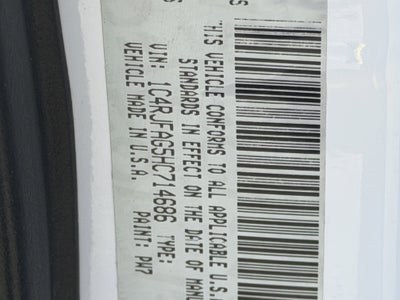 THIS VEHICLE CONFORMS TO ALL APPLICABLE U.S.
STANDARDS IN EFFECT ON THE DATE OF MANU
VIN: 1C4RJFAG5HC714686 TYPE:
VEHICLE MADE IN U.S.A. PAINT: PW7